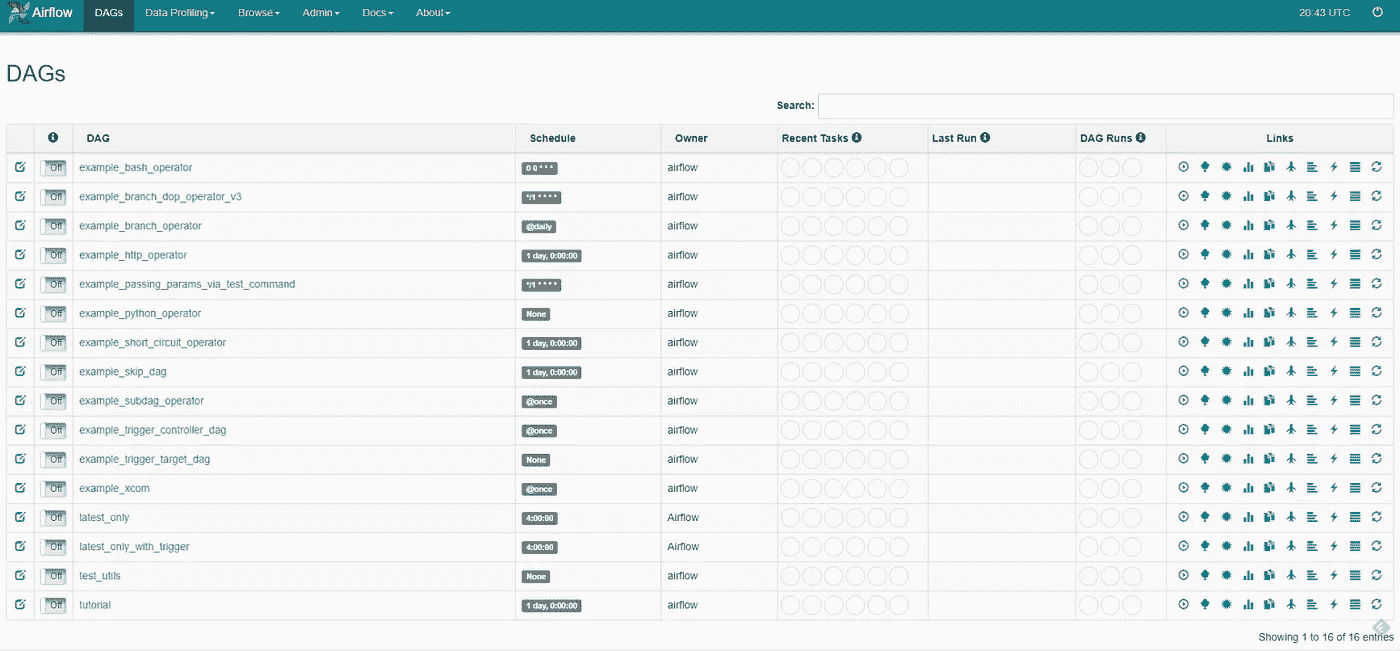 Airflow DAGs Data Profiling Browse Admin Docs About 20:43 UTC
DAGs
Search:
DAG Schedule Owner Recent Tasks Last Run DAG Runs Links
Off example_bash_operator 0 0 * * * airflow
Off example_branch_dop_operator_v3 */1 * * * * airflow
Off example_branch_operator @daily airflow
Off example_http_operator 1 day, 0:00:00 airflow
Off example_passing_params_via_test_command */1 * * * * airflow
Off example_python_operator None airflow
Off example_short_circuit_operator 1 day, 0:00:00 airflow
Off example_skip_dag 1 day, 0:00:00 airflow
Off example_subdag_operator @once airflow
Off example_trigger_controller_dag @once airflow
Off example_trigger_target_dag None airflow
Off example_xcom @once airflow
Off latest_only 4:00:00 Airflow
Off latest_only_with_trigger 4:00:00 Airflow
Off test_utils None airflow
Off tutorial 1 day, 0:00:00 airflow
Showing 1 to 16 of 16 entries